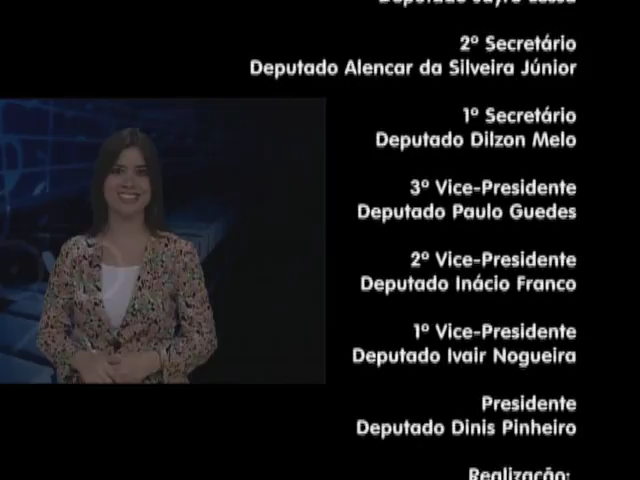 2º Secretário
Deputado Alencar da Silveira Júnior
1º Secretário
Deputado Dilzon Melo
3º Vice-Presidente
Deputado Paulo Guedes
2º Vice-Presidente
Deputado Inácio Franco
1º Vice-Presidente
Deputado Ivair Nogueira
Presidente
Deputado Dinis Pinheiro
Realização: